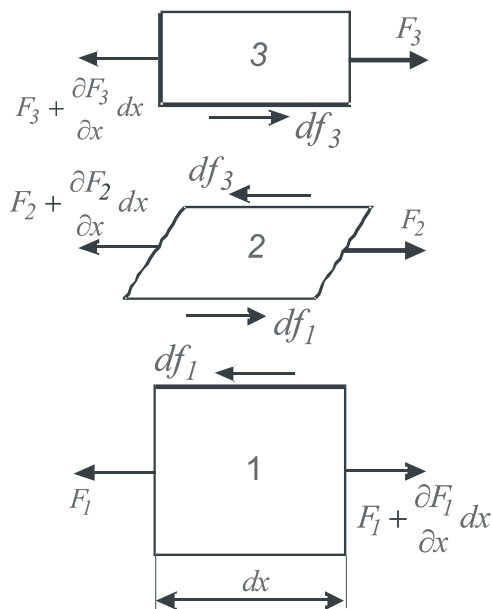 3
F₃
F₃ + ∂F₃/∂x dx
df₃
df₃
F₂ + ∂F₂/∂x dx
2
F₂
df₁
df₁
1
F₁
F₁ + ∂F₁/∂x dx
dx